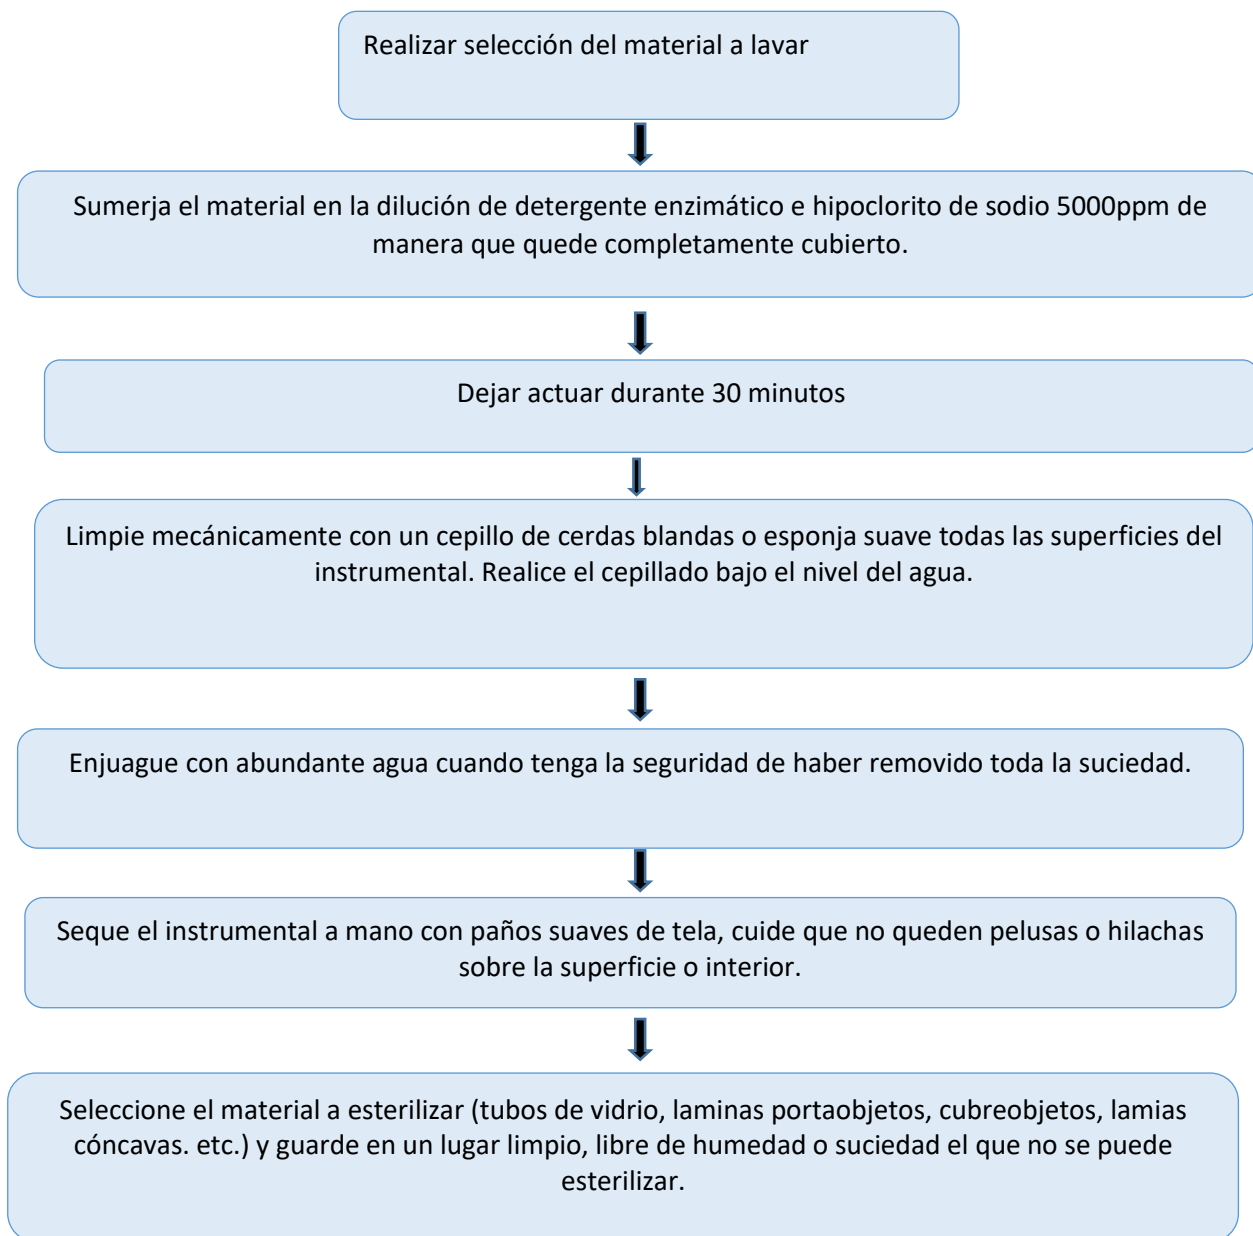 Realizar selección del material a lavar
Sumerja el material en la dilución de detergente enzimático e hipoclorito de sodio 5000ppm de
manera que quede completamente cubierto.
Dejar actuar durante 30 minutos
Limpie mecánicamente con un cepillo de cerdas blandas o esponja suave todas las superficies del
instrumental. Realice el cepillado bajo el nivel del agua.
Enjuague con abundante agua cuando tenga la seguridad de haber removido toda la suciedad.
Seque el instrumental a mano con paños suaves de tela, cuide que no queden pelusas o hilachas
sobre la superficie o interior.
Seleccione el material a esterilizar (tubos de vidrio, laminas portaobjetos, cubreobjetos, lamias
cóncavas. etc.) y guarde en un lugar limpio, libre de humedad o suciedad el que no se puede
esterilizar.